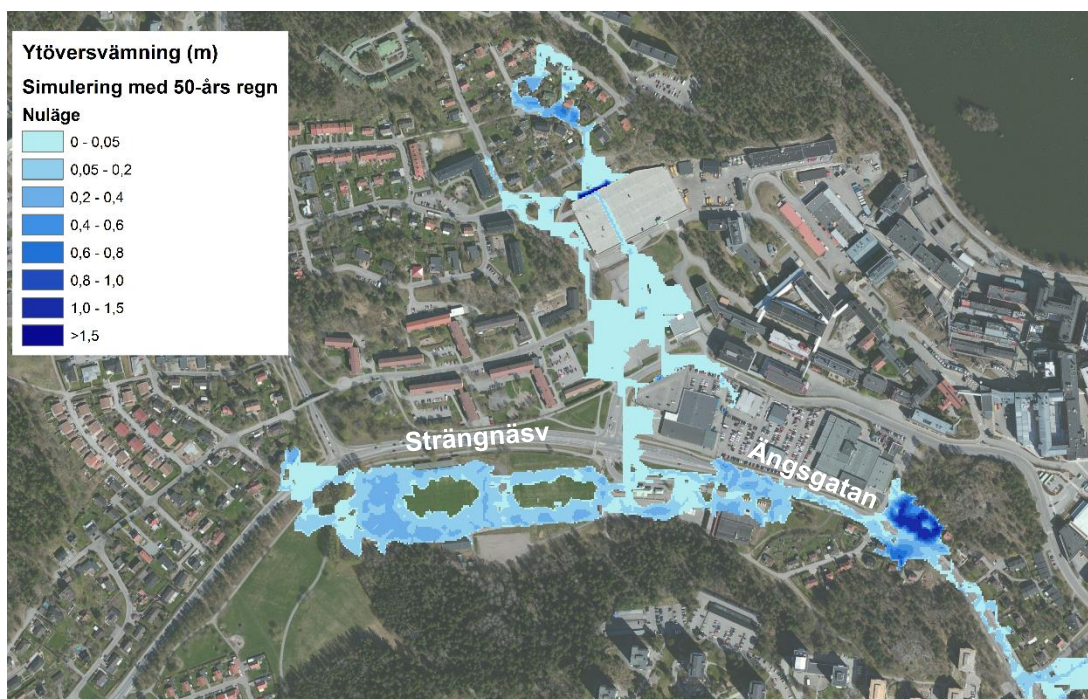 Ytöversvämning (m)
Simulering med 50-års regn
Nuläge
0 - 0,05
0,05 - 0,2
0,2 - 0,4
0,4 - 0,6
0,6 - 0,8
0,8 - 1,0
1,0 - 1,5
>1,5
Strängnäsv
Ängsgatan